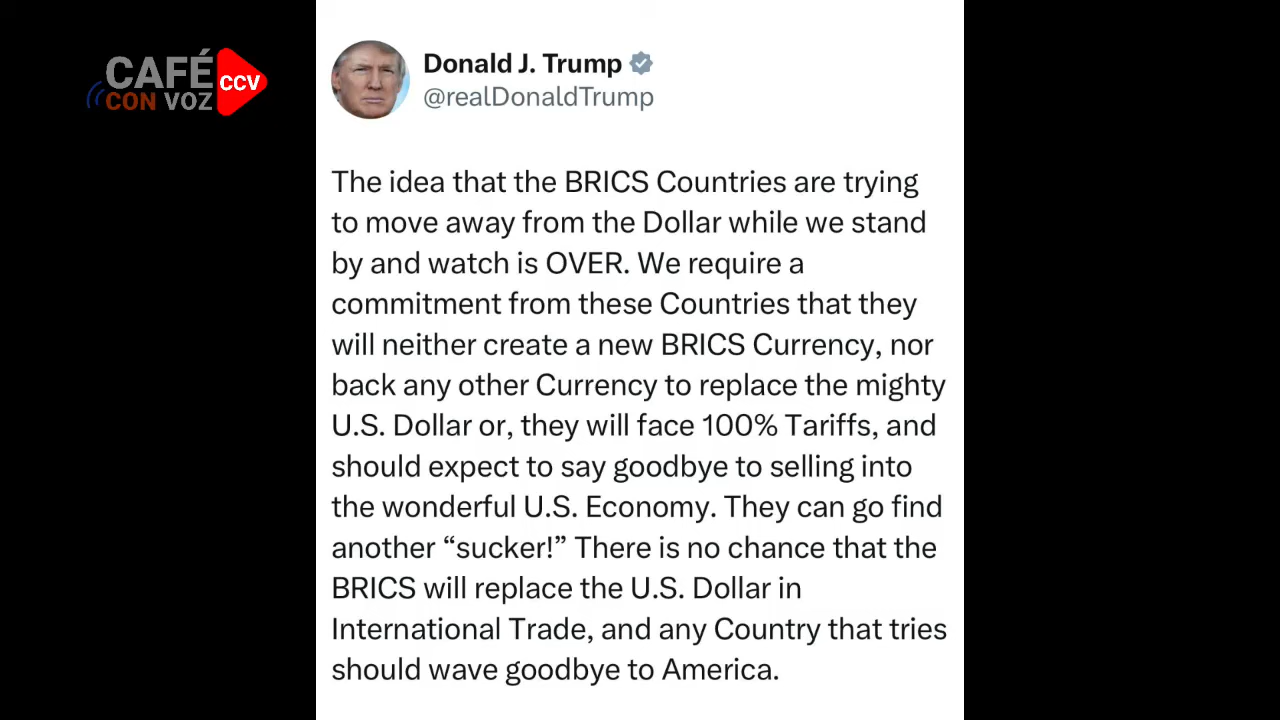 CAFÉ
CON VOZ
CCV
Donald J. Trump
@realDonaldTrump
The idea that the BRICS Countries are trying
to move away from the Dollar while we stand
by and watch is OVER. We require a
commitment from these Countries that they
will neither create a new BRICS Currency, nor
back any other Currency to replace the mighty
U.S. Dollar or, they will face 100% Tariffs, and
should expect to say goodbye to selling into
the wonderful U.S. Economy. They can go find
another “sucker!” There is no chance that the
BRICS will replace the U.S. Dollar in
International Trade, and any Country that tries
should wave goodbye to America.